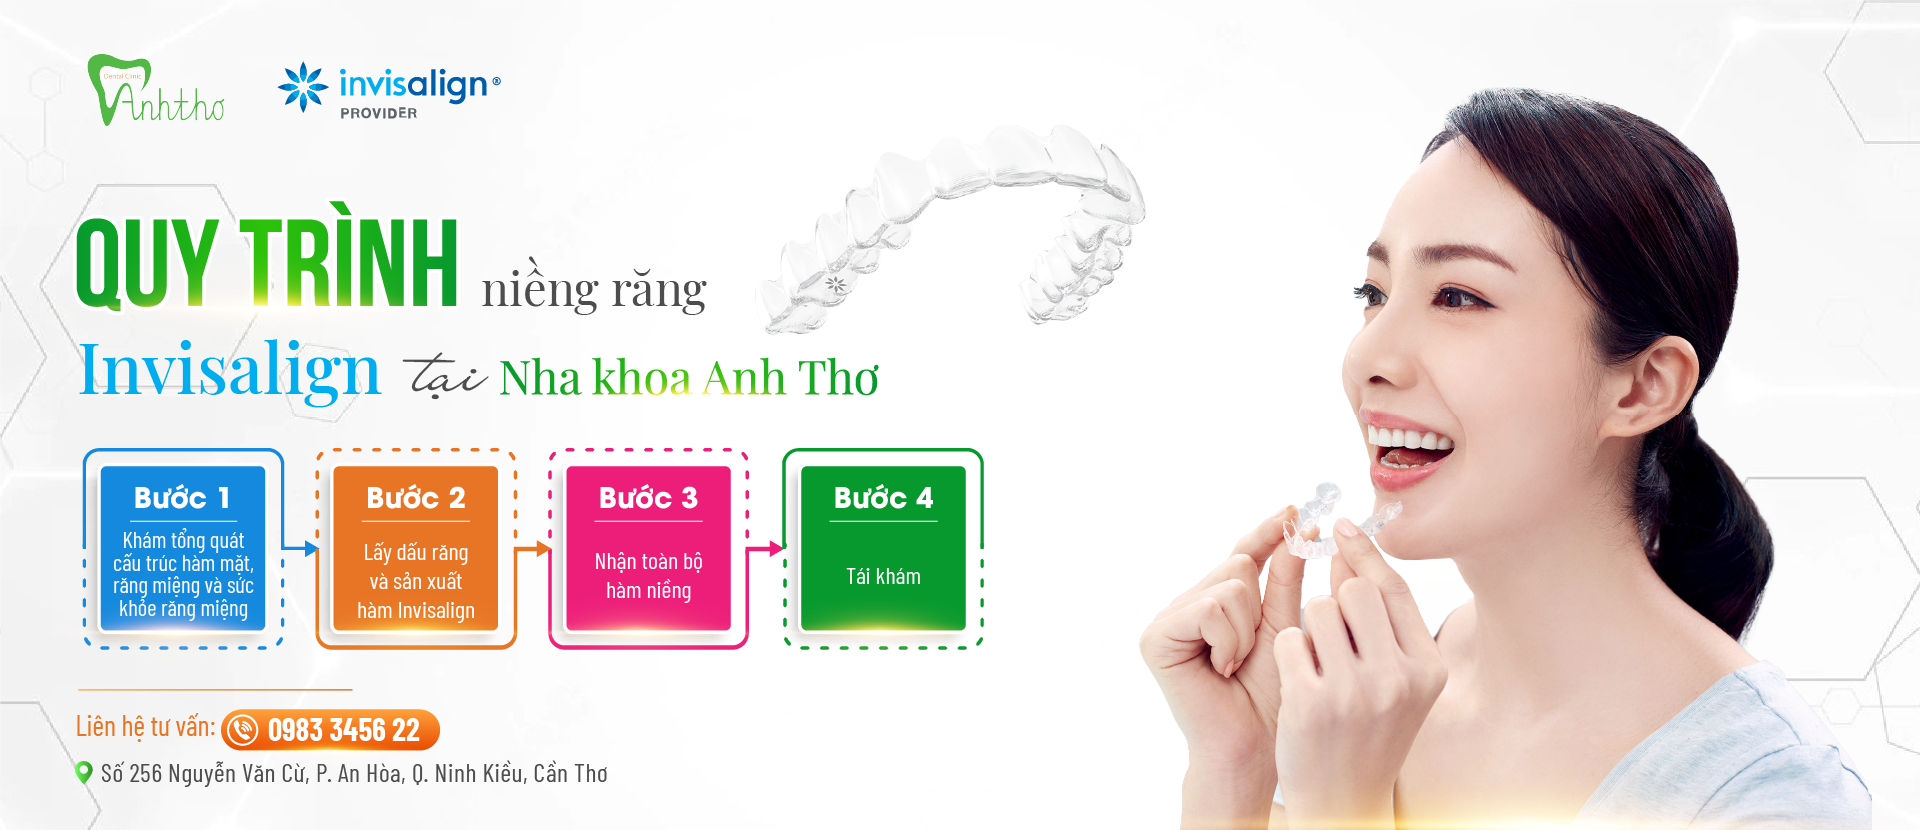 Dental Clinic
Anhthơ
invisalign®
PROVIDER
QUY TRÌNH niềng răng
Invisalign tại Nha khoa Anh Thơ
Bước 1
Khám tổng quát
cấu trúc hàm mặt,
răng miệng và sức
khỏe răng miệng
Bước 2
Lấy dấu răng
và sản xuất
hàm Invisalign
Bước 3
Nhận toàn bộ
hàm niềng
Bước 4
Tái khám
Liên hệ tư vấn: 0983 3456 22
Số 256 Nguyễn Văn Cừ, P. An Hòa, Q. Ninh Kiều, Cần Thơ